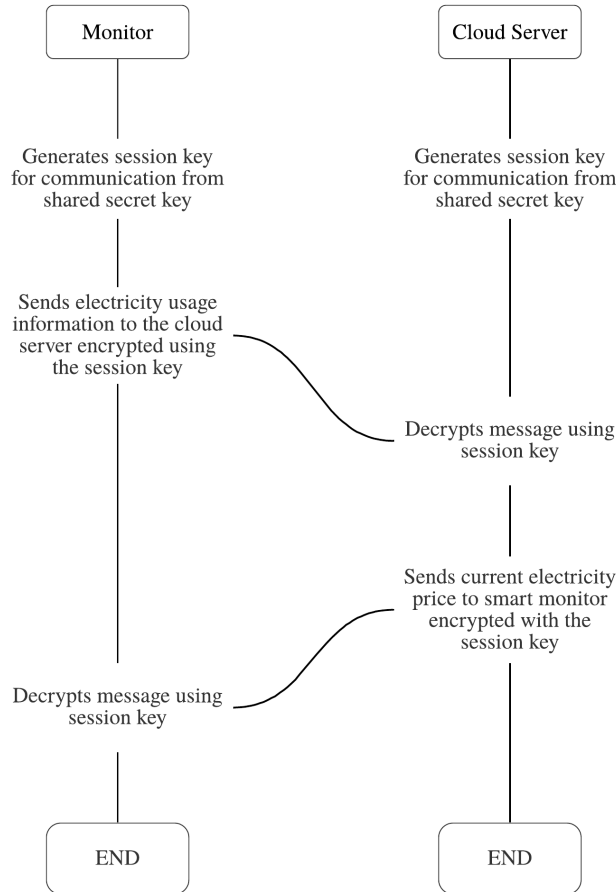 Monitor
Cloud Server
Generates session key
for communication from
shared secret key
Generates session key
for communication from
shared secret key
Sends electricity usage
information to the cloud
server encrypted using
the session key
Decrypts message using
session key
Sends current electricity
price to smart monitor
encrypted with the
session key
Decrypts message using
session key
END
END